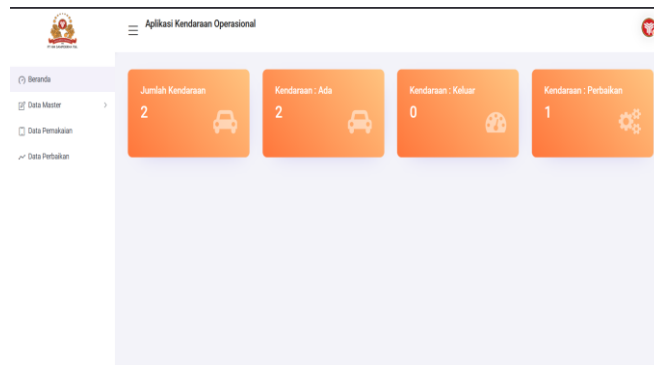 Aplikasi Kendaraan Operasional
Beranda
Data Master
Data Pemakaian
Data Perbaikan
Jumlah Kendaraan
2
Kendaraan : Ada
2
Kendaraan : Keluar
0
Kendaraan : Perbaikan
1